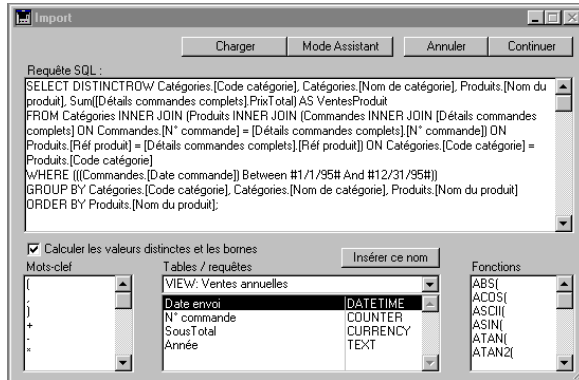 Import
Charger Mode Assistant Annuler Continuer
Requête SQL :
SELECT DISTINCTROW Catégories.[Code catégorie], Catégories.[Nom de catégorie], Produits.[Nom du
produit], Sum([Détails commandes complets].PrixTotal) AS VentesProduit
FROM Catégories INNER JOIN (Produits INNER JOIN (Commandes INNER JOIN [Détails commandes
complets] ON Commandes.[N° commande] = [Détails commandes complets].[N° commande]) ON
Produits.[Réf produit] = [Détails commandes complets].[Réf produit]) ON Catégories.[Code catégorie] =
Produits.[Code catégorie]
WHERE (((Commandes.[Date commande]) Between #1/1/95# And #12/31/95#))
GROUP BY Catégories.[Code catégorie], Catégories.[Nom de catégorie], Produits.[Nom du produit]
ORDER BY Produits.[Nom du produit];
Calculer les valeurs distinctes et les bornes
Insérer ce nom
Mots-clef Tables / requêtes Fonctions
( VIEW: Ventes annuelles ABS(
, Date envoi DATETIME ACOS(
) N° commande COUNTER ASCII(
+ SousTotal CURRENCY ASIN(
- Année TEXT ATAN(
* ATAN2(